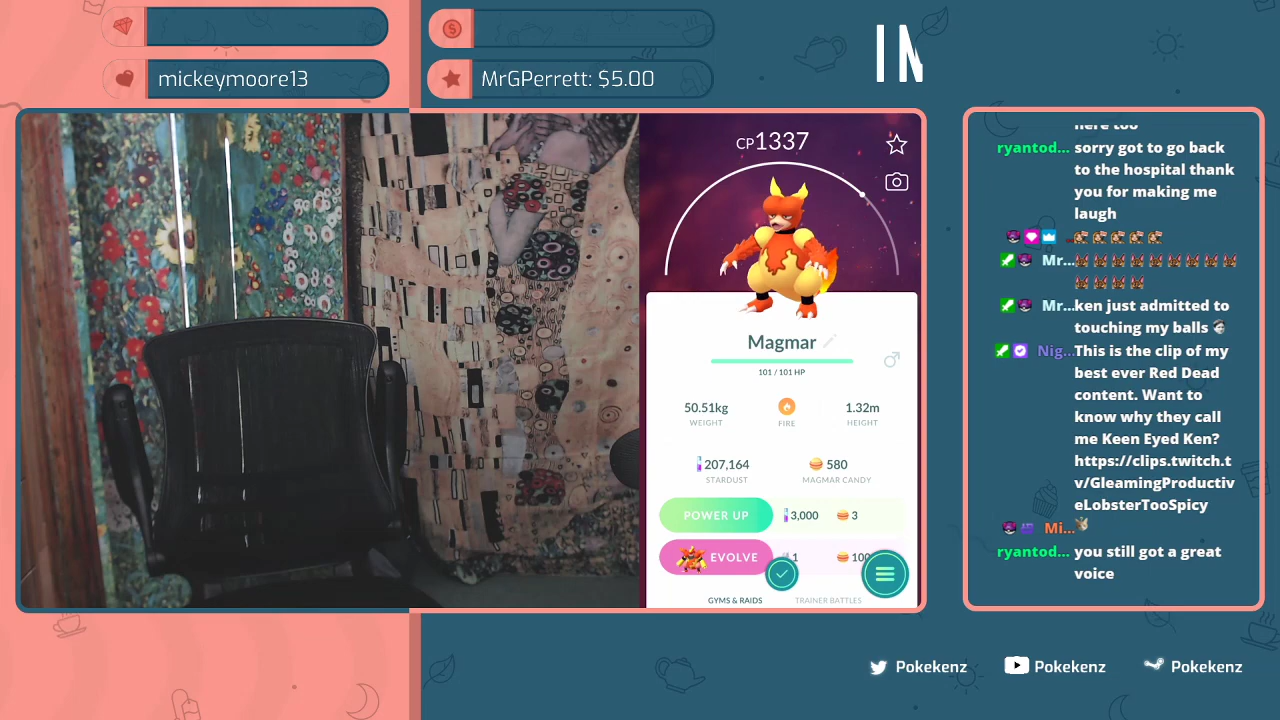 mickeymoore13
MrGPerrett: $5.00
IN
CP1337
Magmar
101 / 101 HP
50.51kg
WEIGHT
FIRE
1.32m
HEIGHT
207,164
STARDUST
580
MAGMAR CANDY
POWER UP
3,000
3
EVOLVE
1
100
GYMS & RAIDS
TRAINER BATTLES
here too
ryantod... sorry got to go back
to the hospital thank
you for making me
laugh
Mr...
Mr... ken just admitted to
touching my balls
Nig... This is the clip of my
best ever Red Dead
content. Want to
know why they call
me Keen Eyed Ken?
https://clips.twitch.t
v/GleamingProductiv
eLobsterTooSpicy
Mi...
ryantod... you still got a great
voice
Pokekenz
Pokekenz
Pokekenz